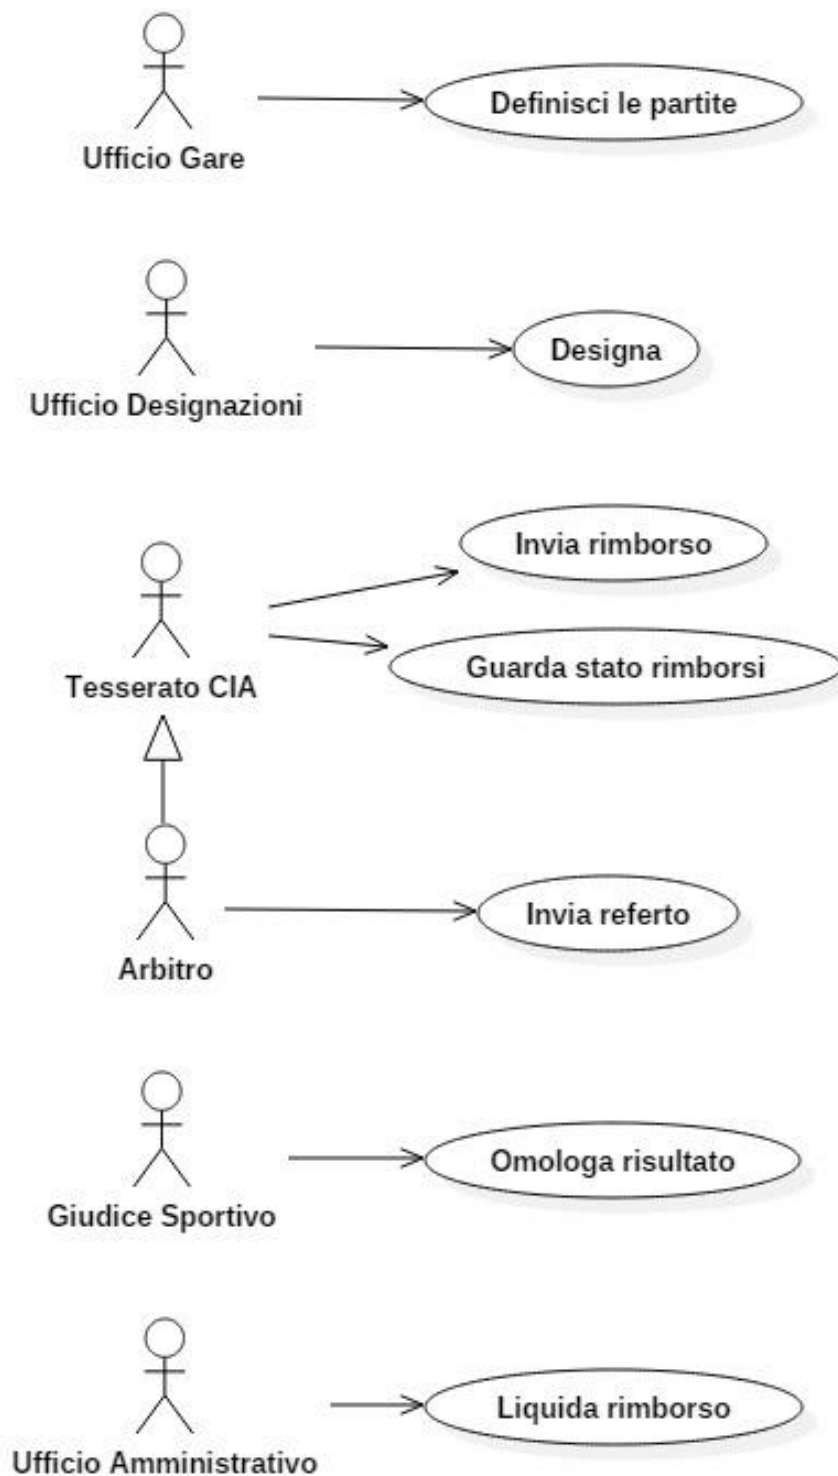 Ufficio Gare
Definisci le partite
Ufficio Designazioni
Designa
Tesserato CIA
Invia rimborso
Guarda stato rimborsi
Arbitro
Invia referto
Giudice Sportivo
Omologa risultato
Ufficio Amministrativo
Liquida rimborso